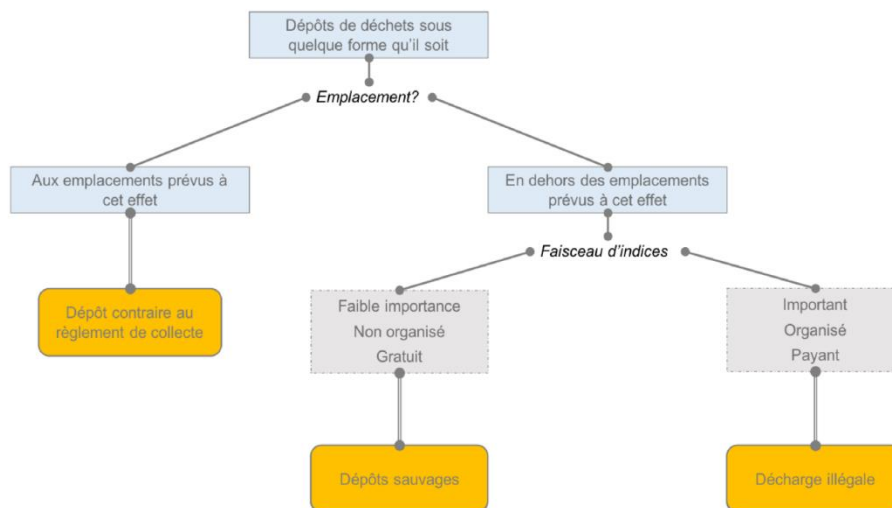 Dépôts de déchets sous
quelque forme qu'il soit
Emplacement?
Aux emplacements prévus à
cet effet
En dehors des emplacements
prévus à cet effet
Faisceau d'indices
Dépôt contraire au
règlement de collecte
Faible importance
Non organisé
Gratuit
Important
Organisé
Payant
Dépôts sauvages
Décharge illégale